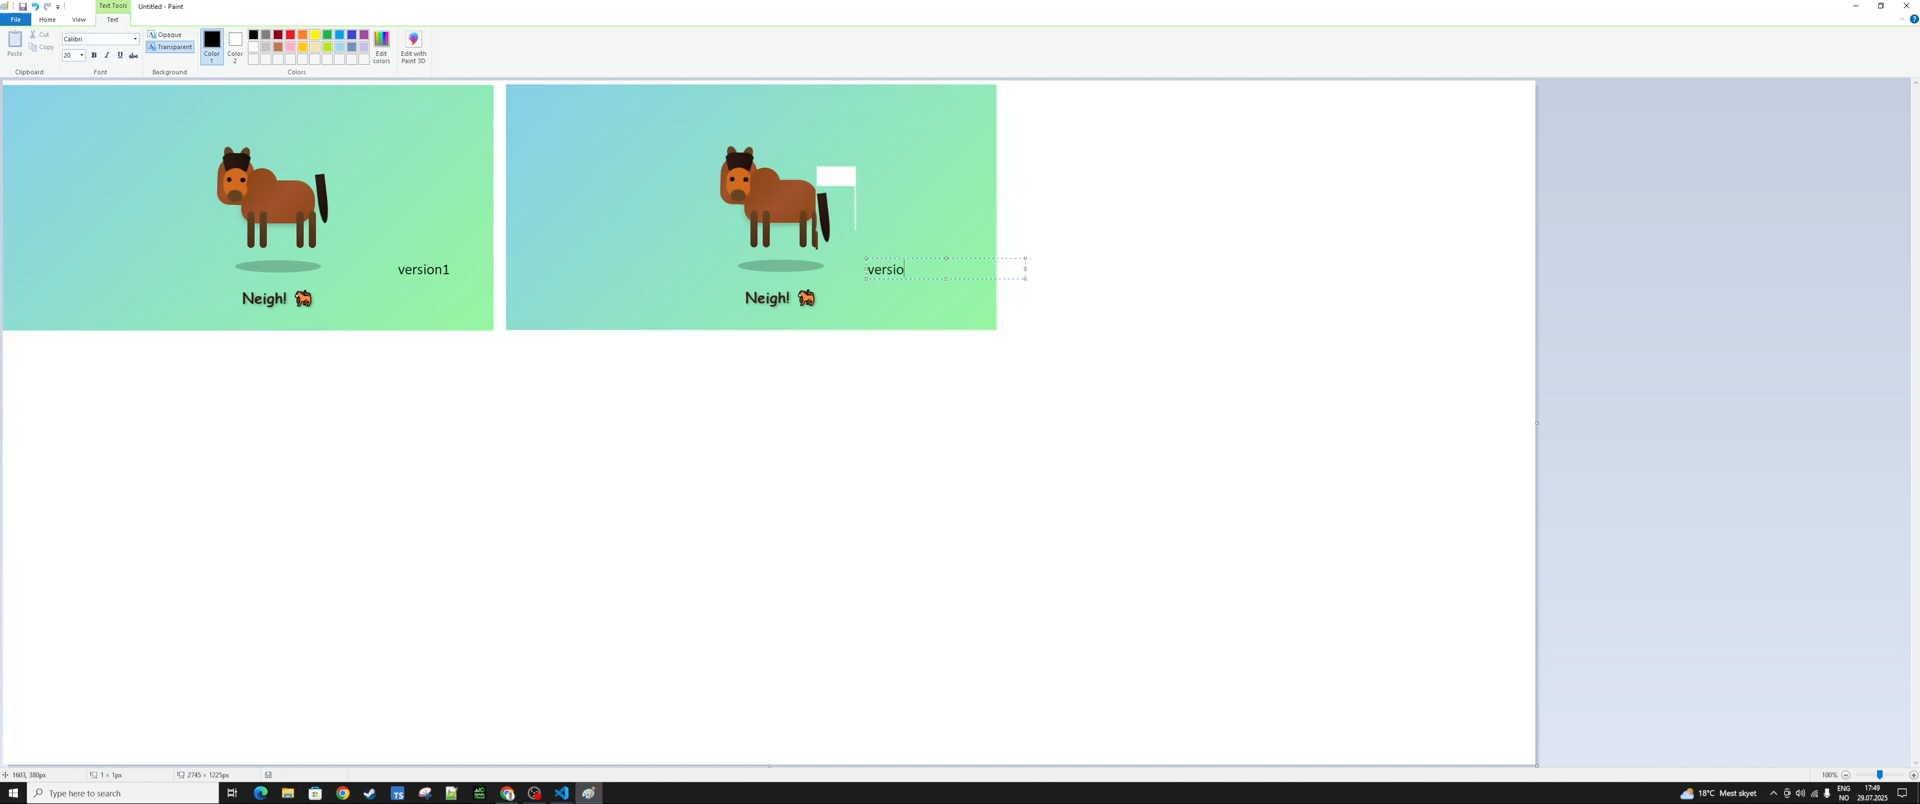 Text Tools
Untitled - Paint
File
Home
View
Text
Paste
Cut
Copy
Clipboard
Calibri
20
B I U abc
Font
Opaque
Transparent
Background
Color 1
Color 2
Edit colors
Colors
Edit with Paint 3D
version1
versio
Neigh!
Neigh!
1603, 380px
1 × 1px
2745 × 1225px
100%
Type here to search
TS
18°C Mest skyet
ENG
NO
17:49
29.07.2025